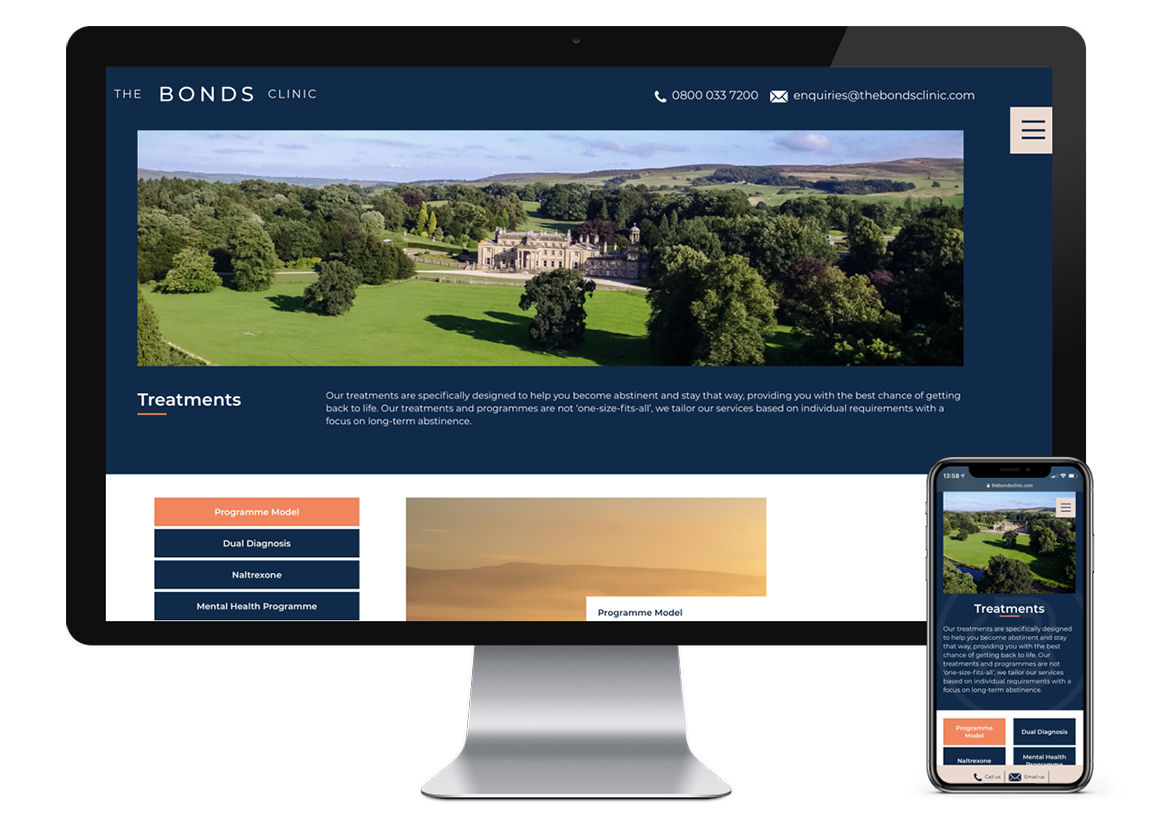 THE BONDS CLINIC
0800 033 7200 enquiries@thebondsclinic.com
Treatments
Our treatments are specifically designed to help you become abstinent and stay that way, providing you with the best chance of getting
back to life. Our treatments and programmes are not ‘one-size-fits-all’, we tailor our services based on individual requirements with a
focus on long-term abstinence.
Programme Model
Dual Diagnosis
Naltrexone
Mental Health Programme
Programme Model
13:58
thebondsclinic.com
Treatments
Our treatments are specifically designed
to help you become abstinent and stay
that way, providing you with the best
chance of getting back to life. Our
treatments and programmes are not
‘one-size-fits-all’, we tailor our services
based on individual requirements with a
focus on long-term abstinence.
Programme
Model
Dual Diagnosis
Naltrexone
Mental Health
Programme
Call us Email us